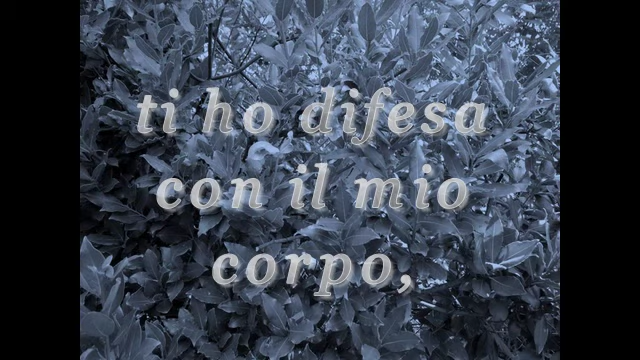 ti ho difesa
con il mio
corpo,